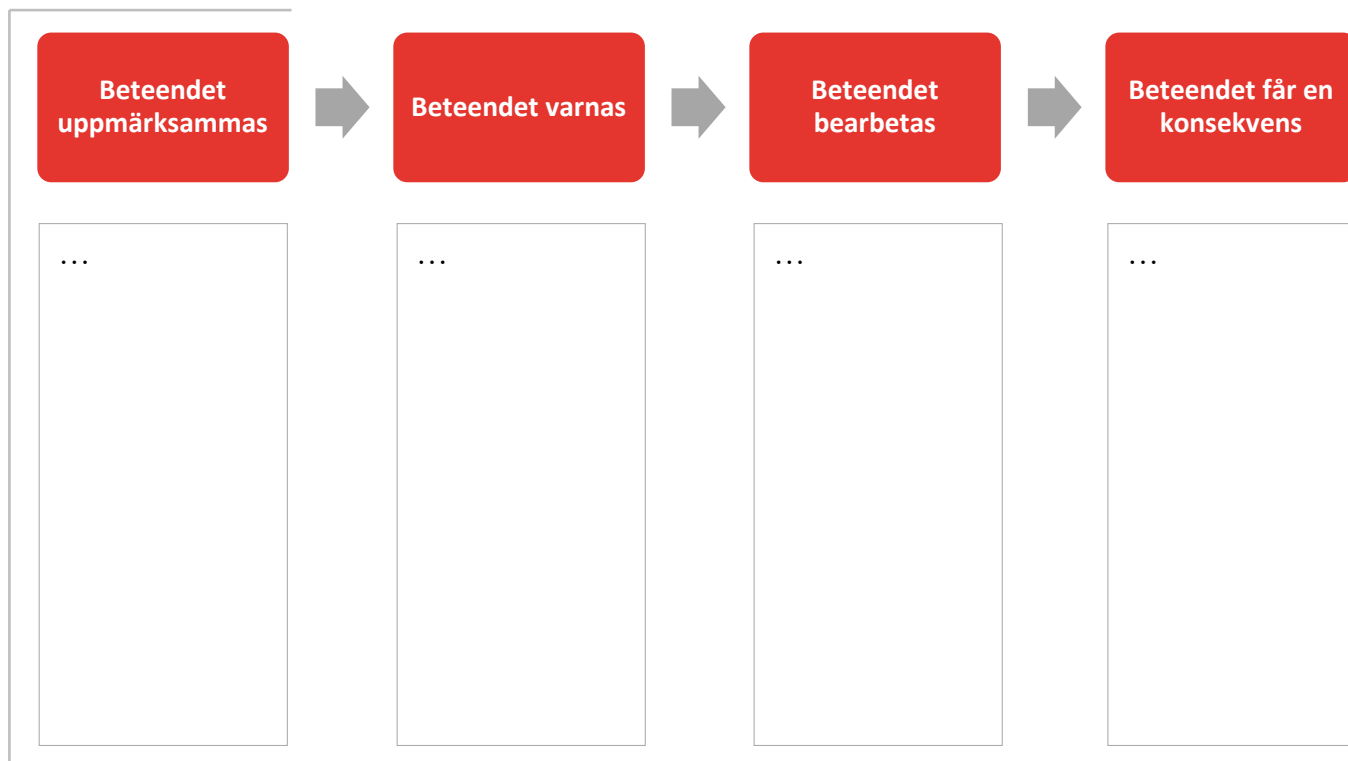 Beteendet
uppmärksammas
Beteendet varnas
Beteendet
bearbetas
Beteendet får en
konsekvens
...
...
...
...